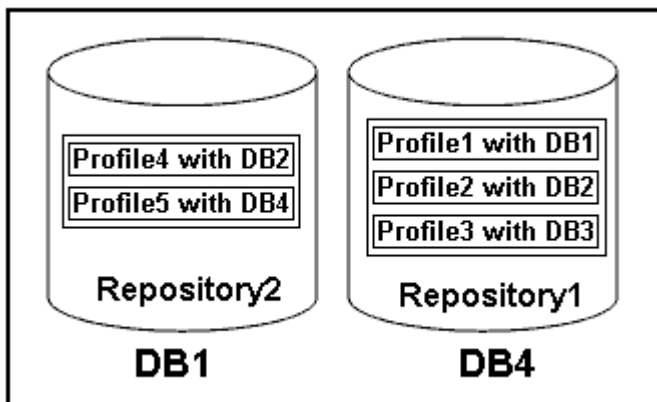 Profile4 with DB2
Profile5 with DB4
Repository2
DB1
Profile1 with DB1
Profile2 with DB2
Profile3 with DB3
Repository1
DB4